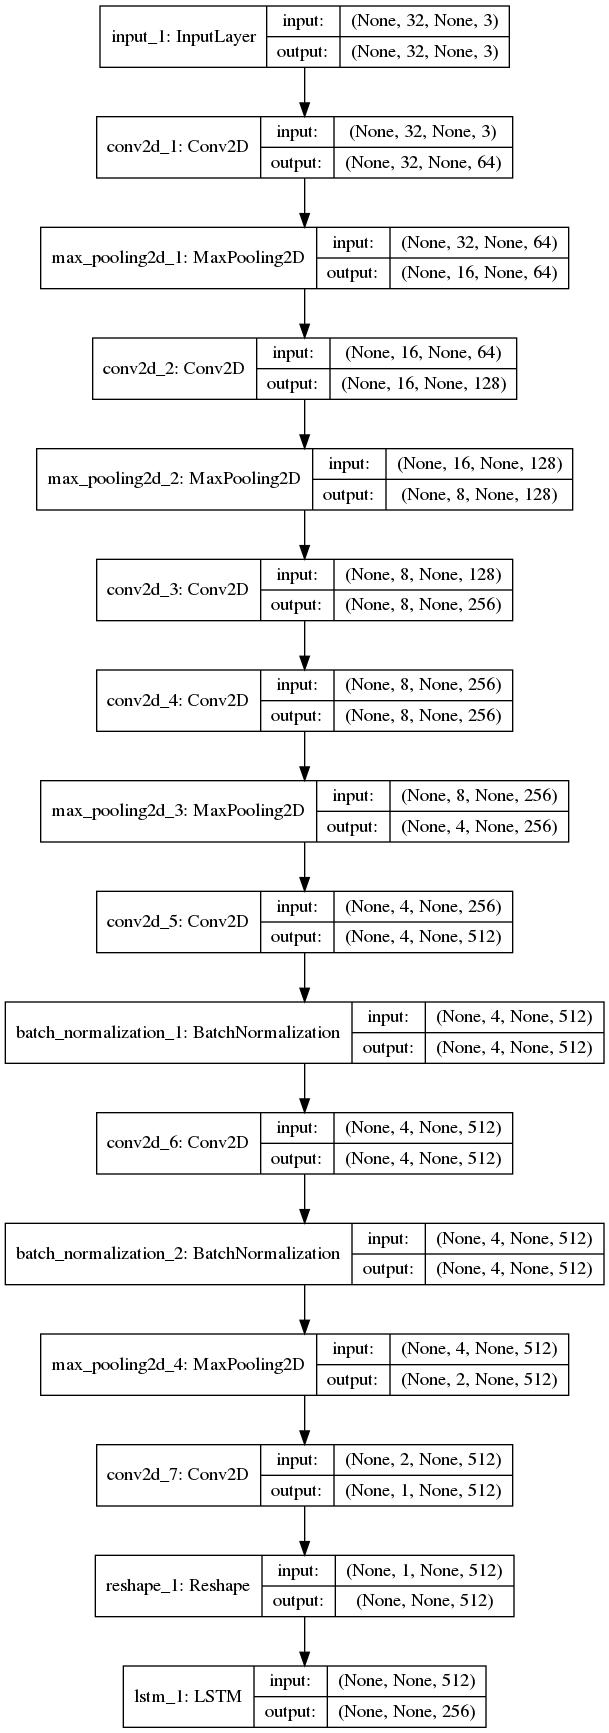 input_1: InputLayer
input: (None, 32, None, 3)
output: (None, 32, None, 3)
conv2d_1: Conv2D
input: (None, 32, None, 3)
output: (None, 32, None, 64)
max_pooling2d_1: MaxPooling2D
input: (None, 32, None, 64)
output: (None, 16, None, 64)
conv2d_2: Conv2D
input: (None, 16, None, 64)
output: (None, 16, None, 128)
max_pooling2d_2: MaxPooling2D
input: (None, 16, None, 128)
output: (None, 8, None, 128)
conv2d_3: Conv2D
input: (None, 8, None, 128)
output: (None, 8, None, 256)
conv2d_4: Conv2D
input: (None, 8, None, 256)
output: (None, 8, None, 256)
max_pooling2d_3: MaxPooling2D
input: (None, 8, None, 256)
output: (None, 4, None, 256)
conv2d_5: Conv2D
input: (None, 4, None, 256)
output: (None, 4, None, 512)
batch_normalization_1: BatchNormalization
input: (None, 4, None, 512)
output: (None, 4, None, 512)
conv2d_6: Conv2D
input: (None, 4, None, 512)
output: (None, 4, None, 512)
batch_normalization_2: BatchNormalization
input: (None, 4, None, 512)
output: (None, 4, None, 512)
max_pooling2d_4: MaxPooling2D
input: (None, 4, None, 512)
output: (None, 2, None, 512)
conv2d_7: Conv2D
input: (None, 2, None, 512)
output: (None, 1, None, 512)
reshape_1: Reshape
input: (None, 1, None, 512)
output: (None, None, 512)
lstm_1: LSTM
input: (None, None, 512)
output: (None, None, 256)